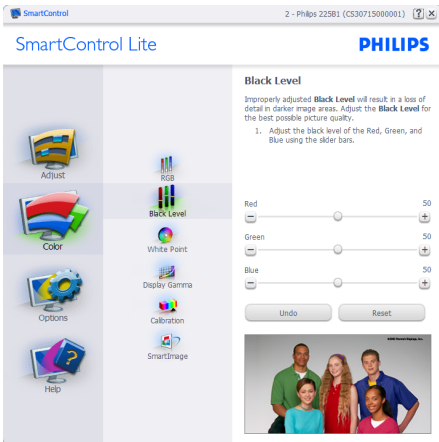 SmartControl
2 - Philips 225B1 (CS30715000001)
SmartControl Lite
PHILIPS
Adjust
Color
Options
Help
RGB
Black Level
White Point
Display Gamma
Calibration
SmartImage
Black Level
Improperly adjusted Black Level will result in a loss of
detail in darker image areas. Adjust the Black Level for
the best possible picture quality.
1. Adjust the black level of the Red, Green, and
Blue using the slider bars.
Red 50
Green 50
Blue 50
Undo Reset